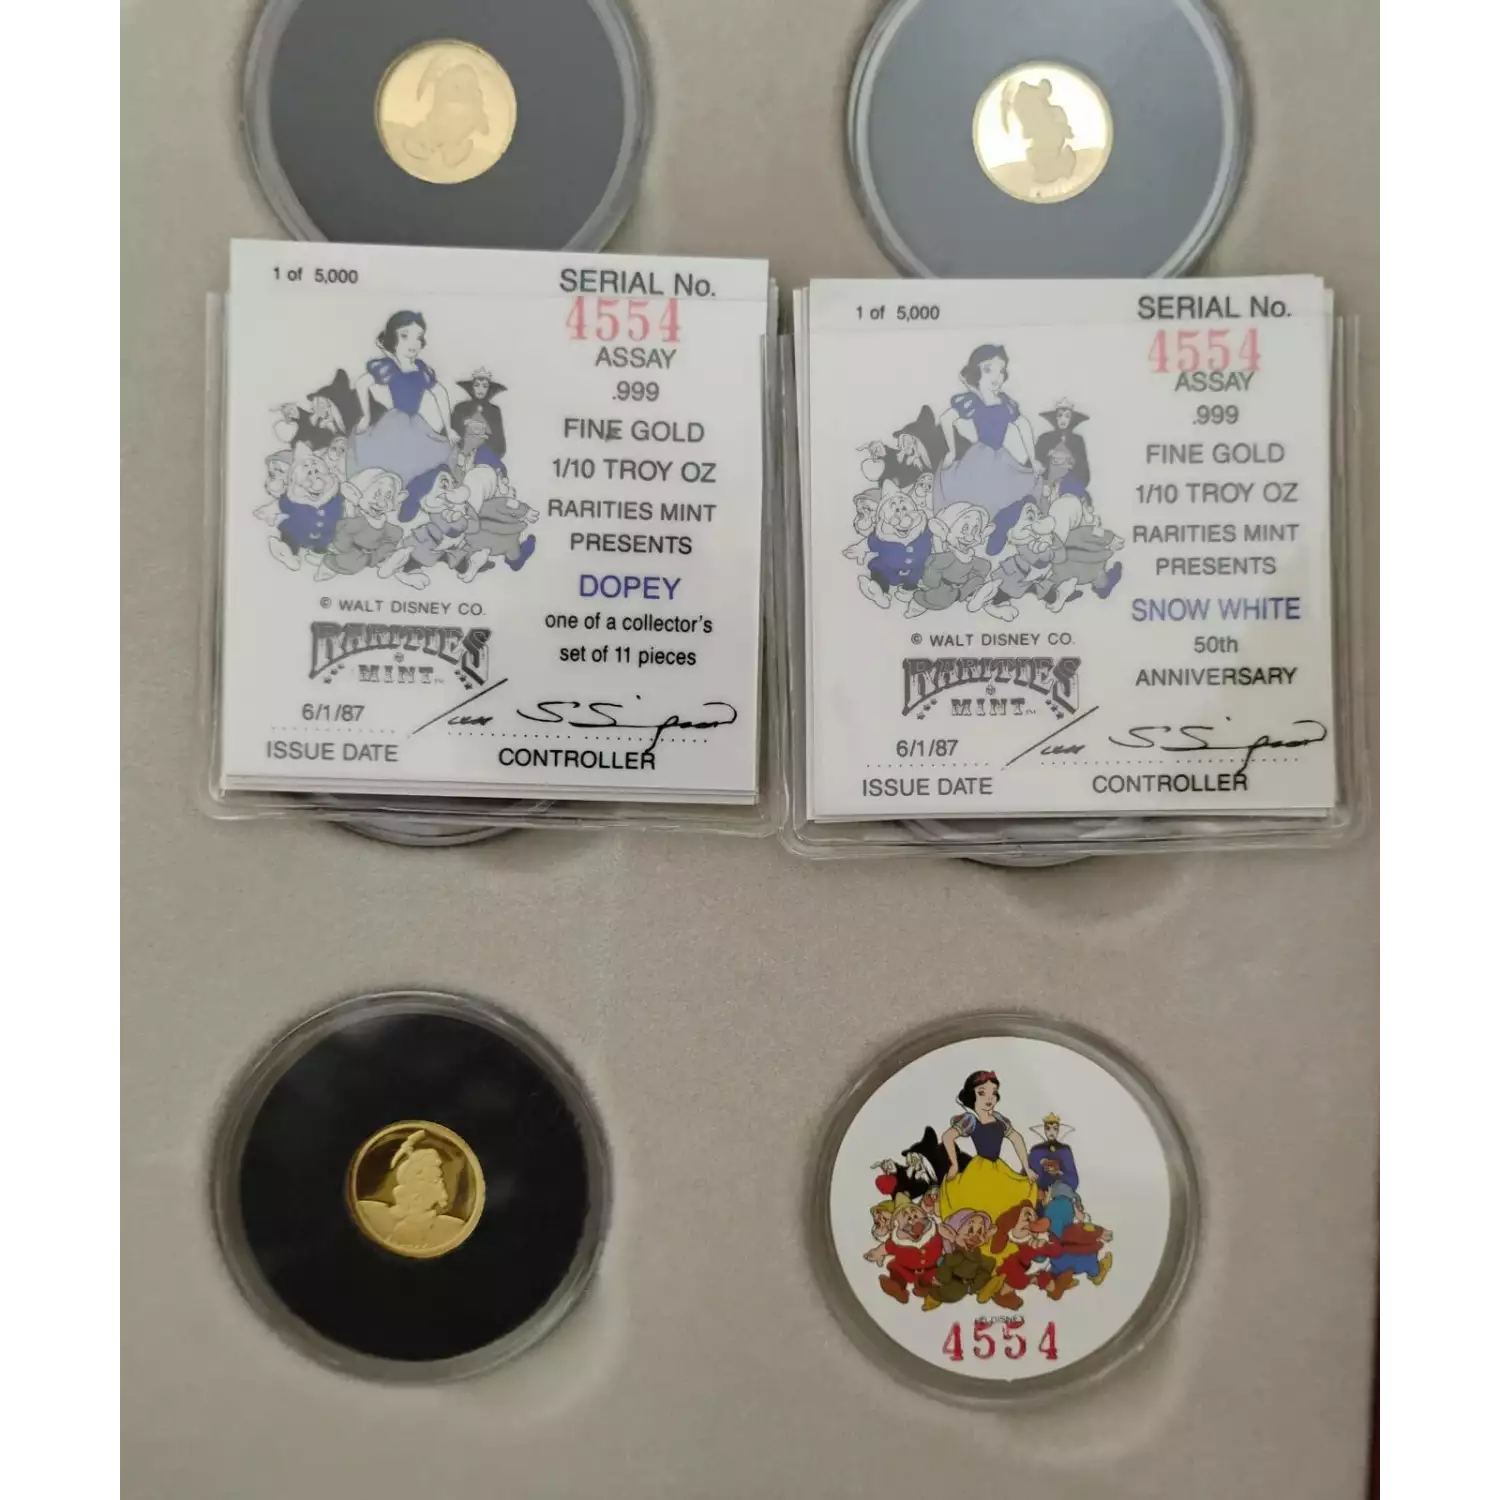 1 of 5,000
SERIAL No.
4554
ASSAY
.999
FINE GOLD
1/10 TROY OZ
RARITIES MINT
PRESENTS
DOPEY
one of a collector's
set of 11 pieces
© WALT DISNEY CO.
RARITIES
MINT
6/1/87
ISSUE DATE
CONTROLLER
1 of 5,000
SERIAL No.
4554
ASSAY
.999
FINE GOLD
1/10 TROY OZ
RARITIES MINT
PRESENTS
SNOW WHITE
50th
ANNIVERSARY
© WALT DISNEY CO.
RARITIES
MINT
6/1/87
ISSUE DATE
CONTROLLER
4554